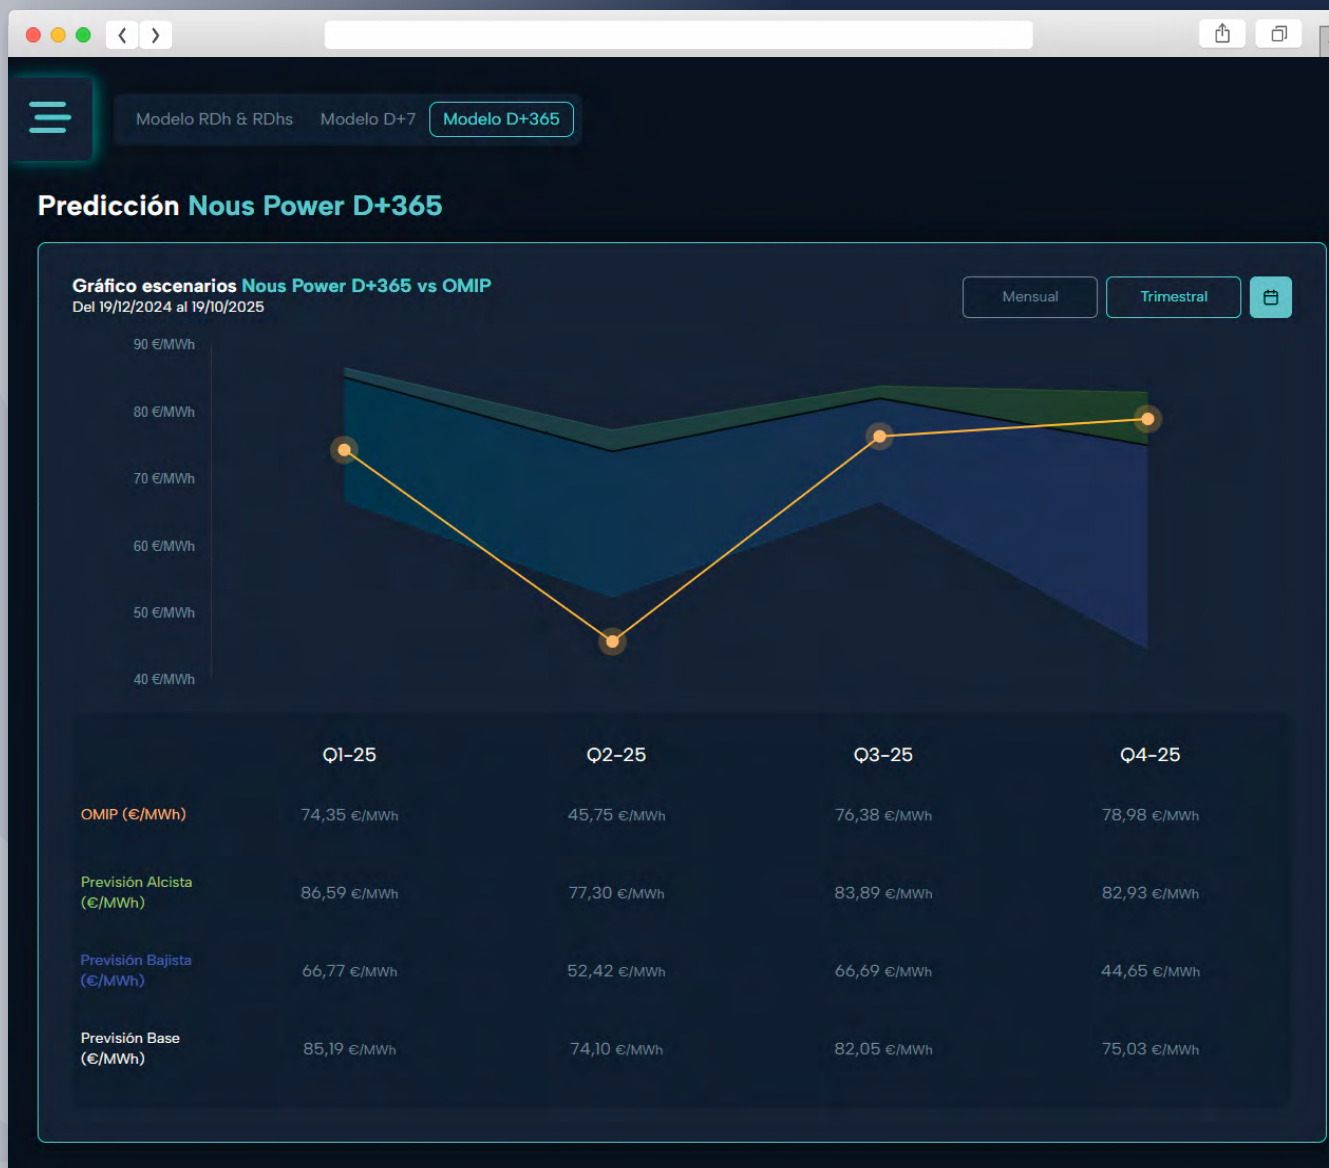 Modelo RDh & RDhs Modelo D+7 Modelo D+365
Predicción Nous Power D+365
Gráfico escenarios Nous Power D+365 vs OMIP
Del 19/12/2024 al 19/10/2025
Mensual Trimestral
90 €/MWh
80 €/MWh
70 €/MWh
60 €/MWh
50 €/MWh
40 €/MWh
Q1-25 Q2-25 Q3-25 Q4-25
OMIP (€/MWh) 74,35 €/MWh 45,75 €/MWh 76,38 €/MWh 78,98 €/MWh
Previsión Alcista
(€/MWh) 86,59 €/MWh 77,30 €/MWh 83,89 €/MWh 82,93 €/MWh
Previsión Bajista
(€/MWh) 66,77 €/MWh 52,42 €/MWh 66,69 €/MWh 44,65 €/MWh
Previsión Base
(€/MWh) 85,19 €/MWh 74,10 €/MWh 82,05 €/MWh 75,03 €/MWh